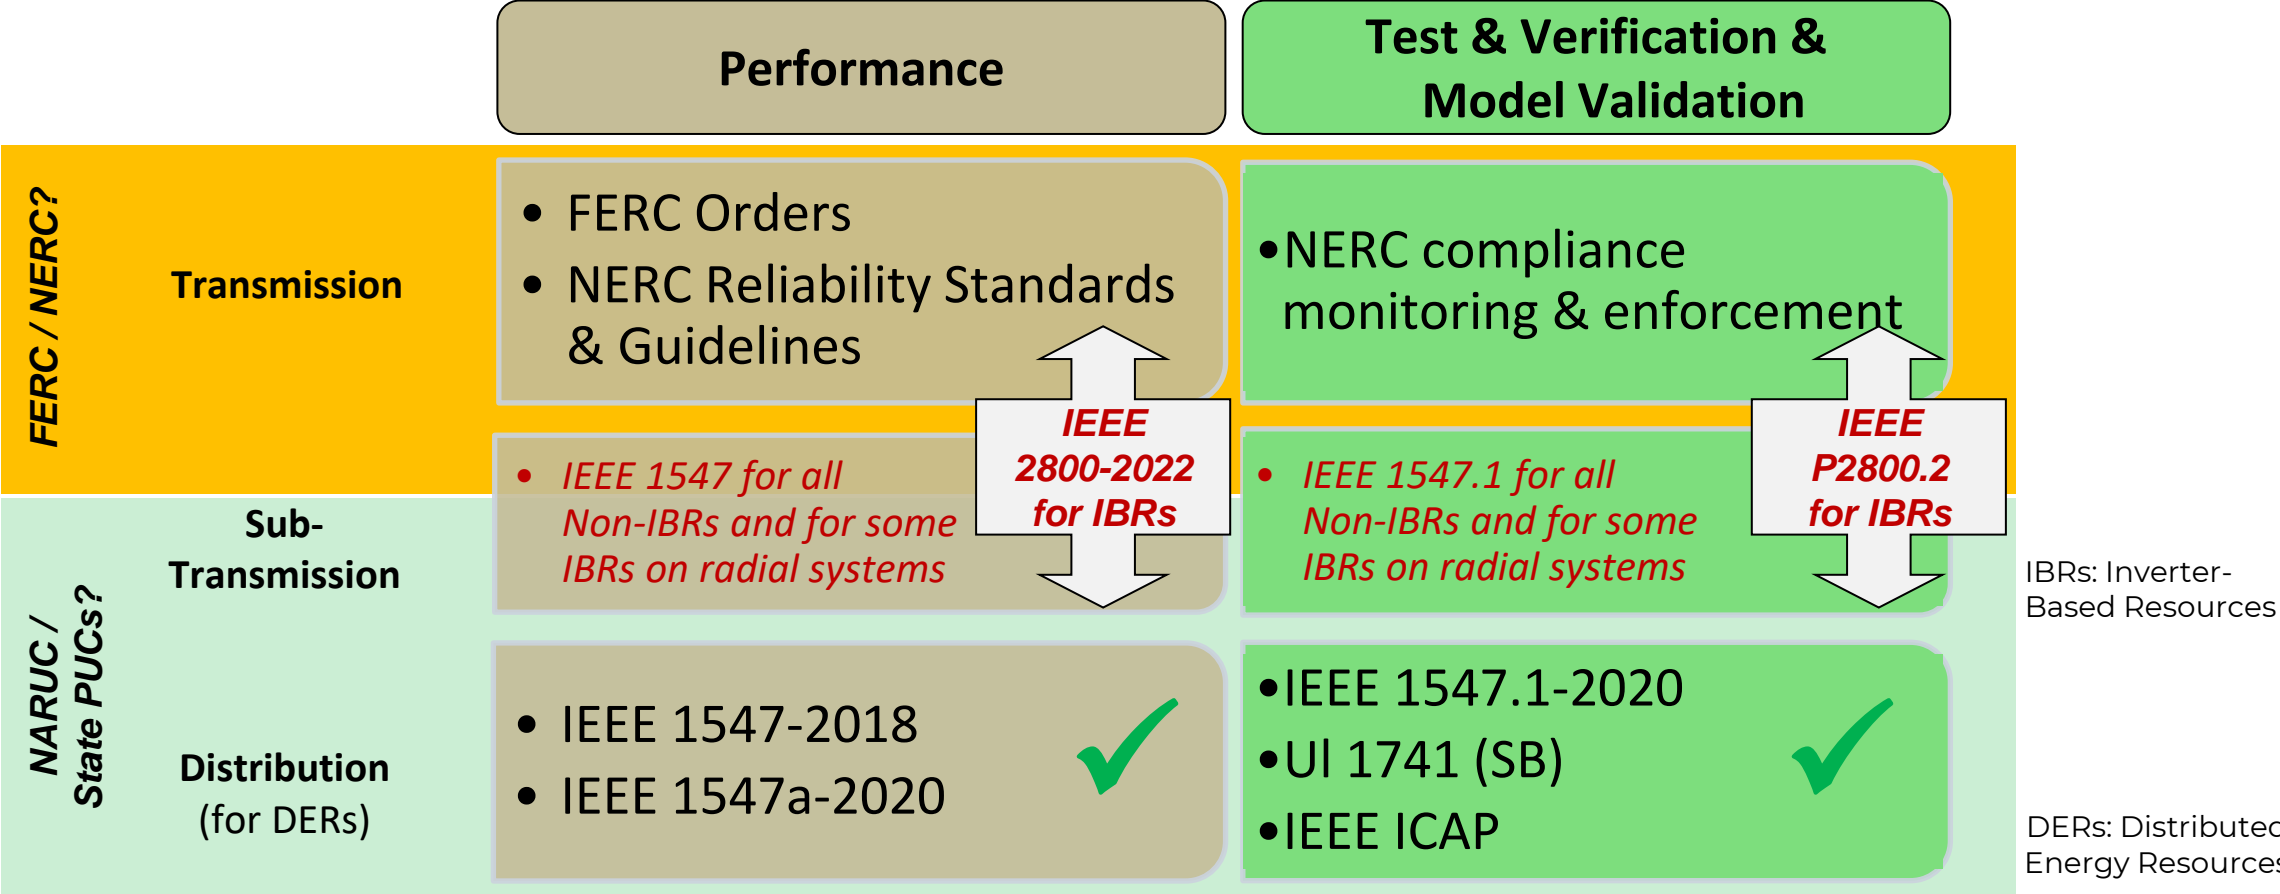 Performance
Test & Verification &
Model Validation
FERC / NERC?
Transmission
• FERC Orders
• NERC Reliability Standards
& Guidelines
•NERC compliance
monitoring & enforcement
IEEE
2800-2022
for IBRs
IEEE
P2800.2
for IBRs
Sub-
Transmission
• IEEE 1547 for all
Non-IBRs and for some
IBRs on radial systems
• IEEE 1547.1 for all
Non-IBRs and for some
IBRs on radial systems
IBRs: Inverter-
Based Resources
NARUC /
State PUCs?
Distribution
(for DERs)
• IEEE 1547-2018
• IEEE 1547a-2020
•IEEE 1547.1-2020
•Ul 1741 (SB)
•IEEE ICAP
DERs: Distributed
Energy Resources